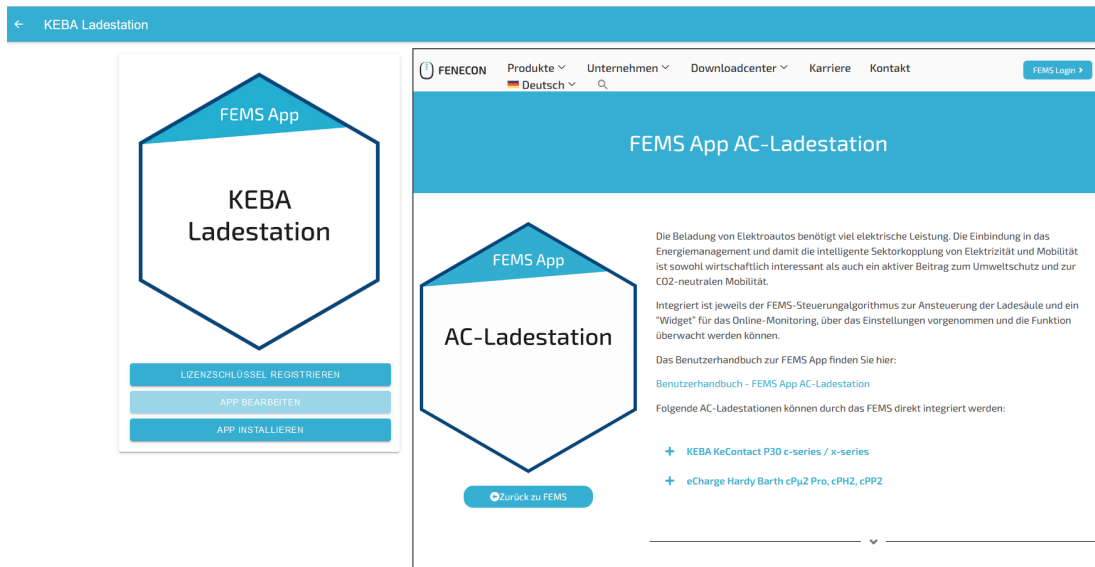 KEBA Ladestation
FEMS App
KEBA
Ladestation
LIZENZSCHLÜSSEL REGISTRIEREN
APP BEARBEITEN
APP INSTALLIEREN
FENECON
Produkte
Unternehmen
Downloadcenter
Karriere
Kontakt
Deutsch
FEMS Login
FEMS App AC-Ladestation
FEMS App
AC-Ladestation
Zurück zu FEMS
Die Beladung von Elektroautos benötigt viel elektrische Leistung. Die Einbindung in das
Energiemanagement und damit die intelligente Sektorkopplung von Elektrizität und Mobilität
ist sowohl wirtschaftlich interessant als auch ein aktiver Beitrag zum Umweltschutz und zur
CO2-neutralen Mobilität.
Integriert ist jeweils der FEMS-Steuerungalgorithmus zur Ansteuerung der Ladesäule und ein
"Widget" für das Online-Monitoring, über das Einstellungen vorgenommen und die Funktion
überwacht werden können.
Das Benutzerhandbuch zur FEMS App finden Sie hier:
Benutzerhandbuch - FEMS App AC-Ladestation
Folgende AC-Ladestationen können durch das FEMS direkt integriert werden:
KEBA KeContact P30 c-series / x-series
eCharge Hardy Barth cPµ2 Pro, cPH2, cPP2